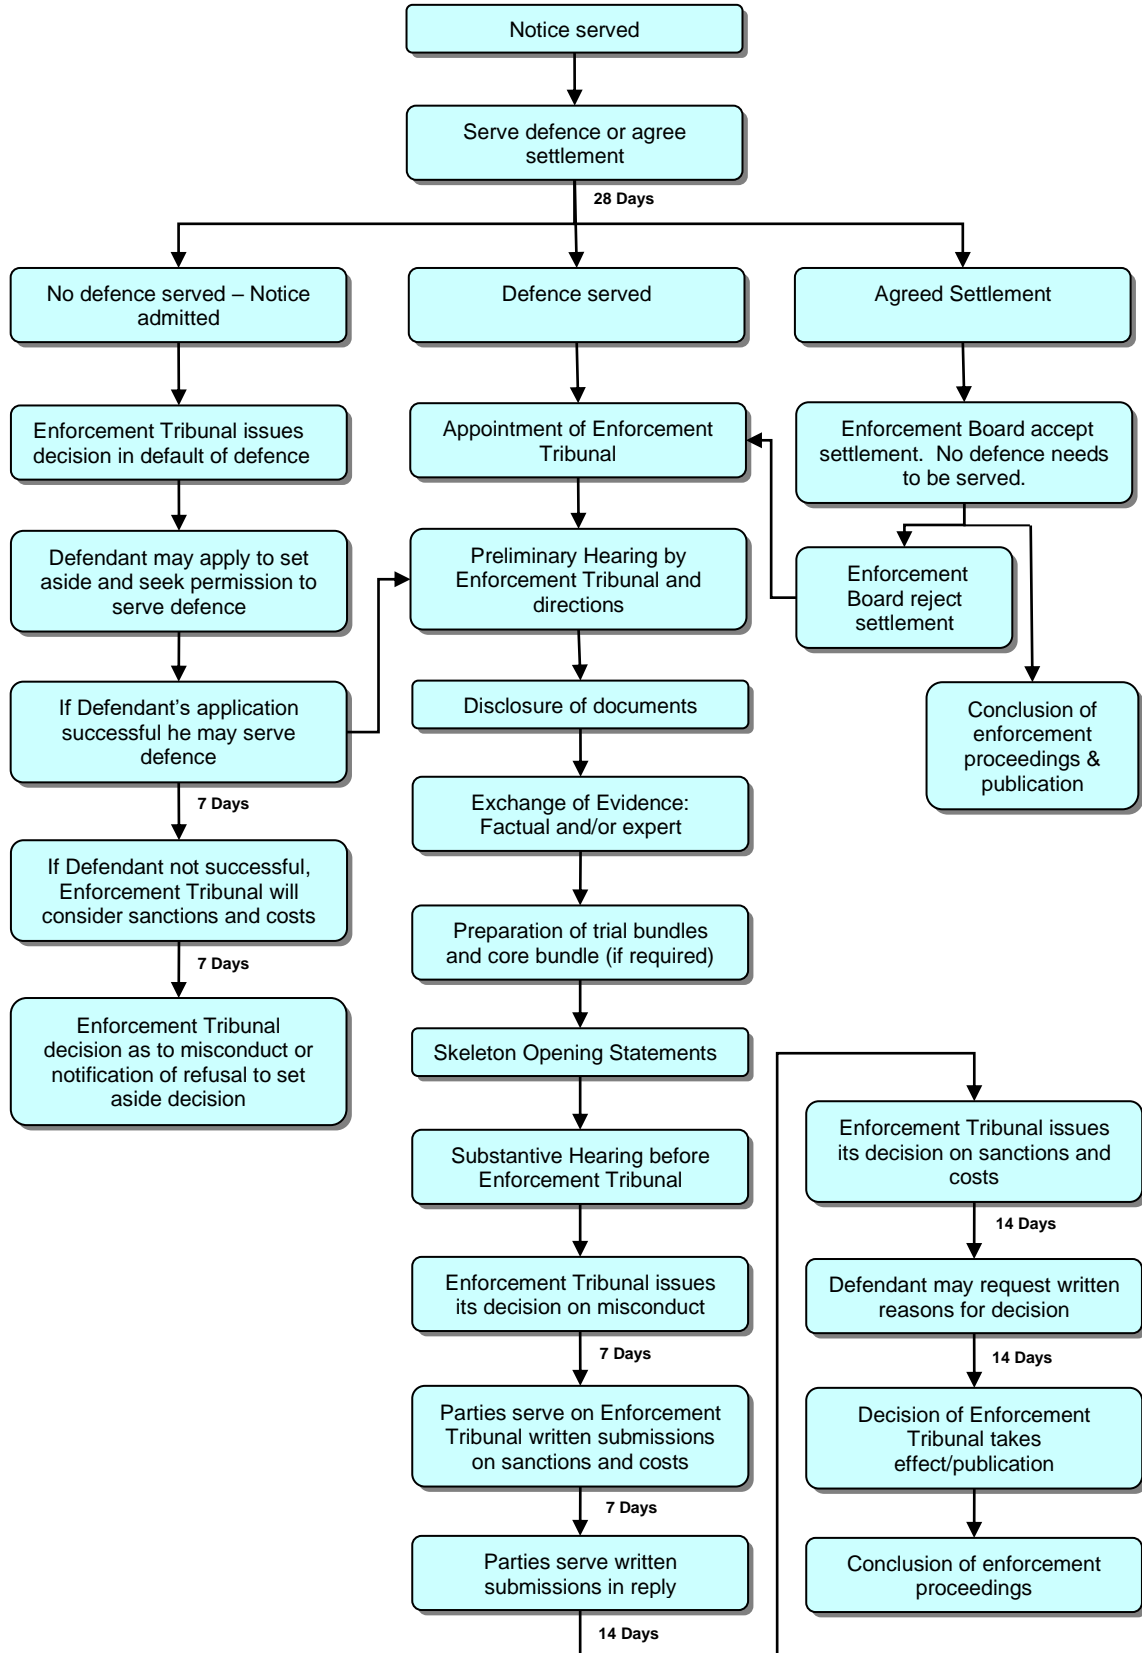 Notice served
Serve defence or agree
settlement
28 Days
No defence served – Notice
admitted
Enforcement Tribunal issues
decision in default of defence
Defendant may apply to set
aside and seek permission to
serve defence
If Defendant's application
successful he may serve
defence
7 Days
If Defendant not successful,
Enforcement Tribunal will
consider sanctions and costs
7 Days
Enforcement Tribunal
decision as to misconduct or
notification of refusal to set
aside decision
Defence served
Appointment of Enforcement
Tribunal
Preliminary Hearing by
Enforcement Tribunal and
directions
Disclosure of documents
Exchange of Evidence:
Factual and/or expert
Preparation of trial bundles
and core bundle (if required)
Skeleton Opening Statements
Substantive Hearing before
Enforcement Tribunal
Enforcement Tribunal issues
its decision on misconduct
7 Days
Parties serve on Enforcement
Tribunal written submissions
on sanctions and costs
7 Days
Parties serve written
submissions in reply
14 Days
Agreed Settlement
Enforcement Board accept
settlement. No defence needs
to be served.
Enforcement
Board reject
settlement
Conclusion of
enforcement
proceedings &
publication
Enforcement Tribunal issues
its decision on sanctions and
costs
14 Days
Defendant may request written
reasons for decision
14 Days
Decision of Enforcement
Tribunal takes
effect/publication
Conclusion of enforcement
proceedings